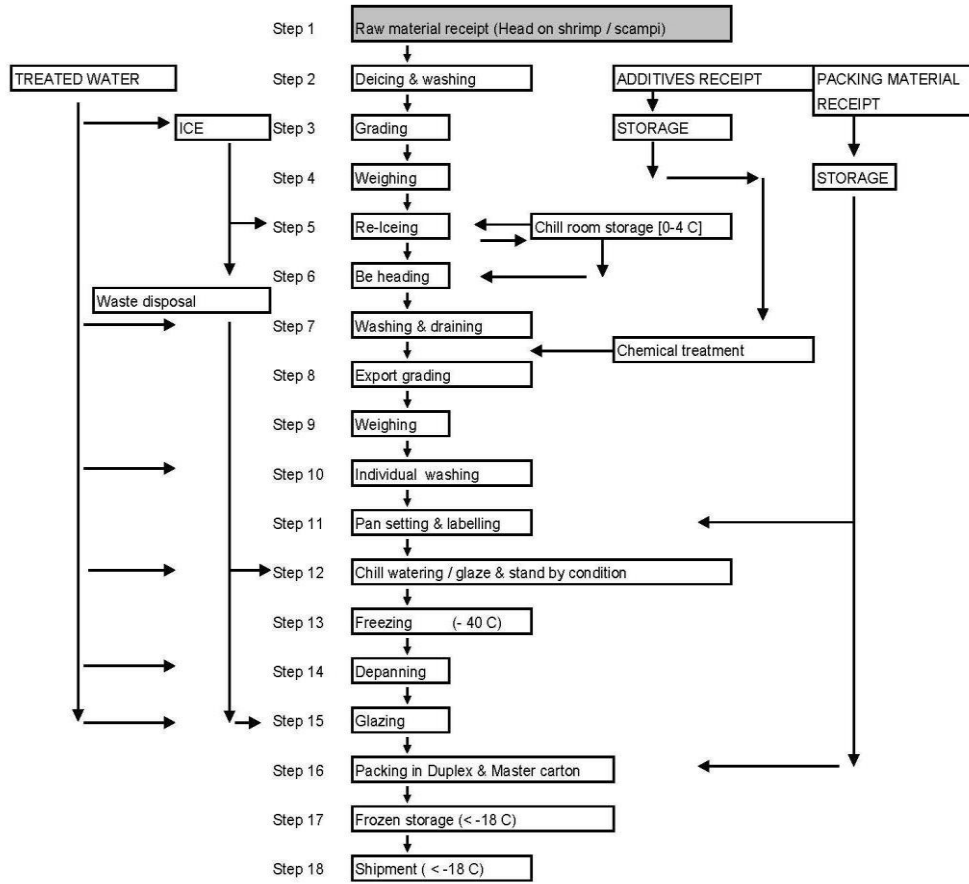 Step 1 Raw material receipt (Head on shrimp / scampi)
TREATED WATER Step 2 Deicing & washing ADDITIVES RECEIPT PACKING MATERIAL
RECEIPT
ICE Step 3 Grading STORAGE
Step 4 Weighing STORAGE
Step 5 Re-Iceing Chill room storage [0-4 C]
Step 6 Be heading
Waste disposal
Step 7 Washing & draining
Chemical treatment
Step 8 Export grading
Step 9 Weighing
Step 10 Individual washing
Step 11 Pan setting & labelling
Step 12 Chill watering / glaze & stand by condition
Step 13 Freezing (- 40 C)
Step 14 Depanning
Step 15 Glazing
Step 16 Packing in Duplex & Master carton
Step 17 Frozen storage (< -18 C)
Step 18 Shipment ( < -18 C)